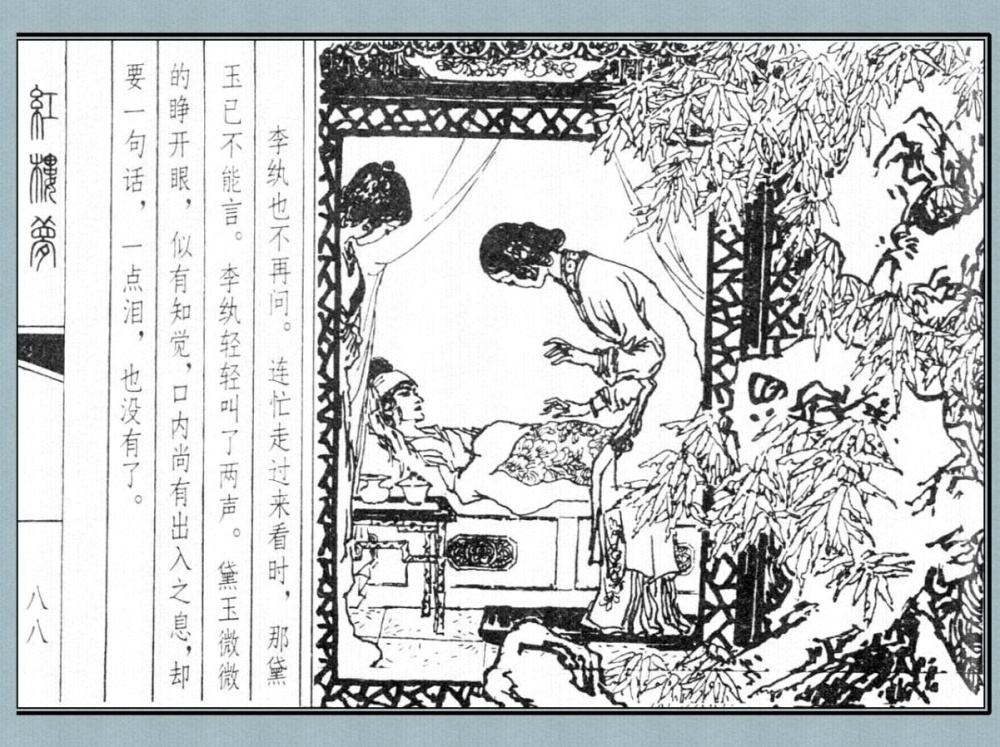 李纨也不再问。连忙走过来看时，那黛
玉已不能言。李纨轻轻叫了两声。黛玉微微
的睁开眼，似有知觉，口内尚有出入之息，却
要一句话，一点泪，也没有了。
紅樓夢
八八